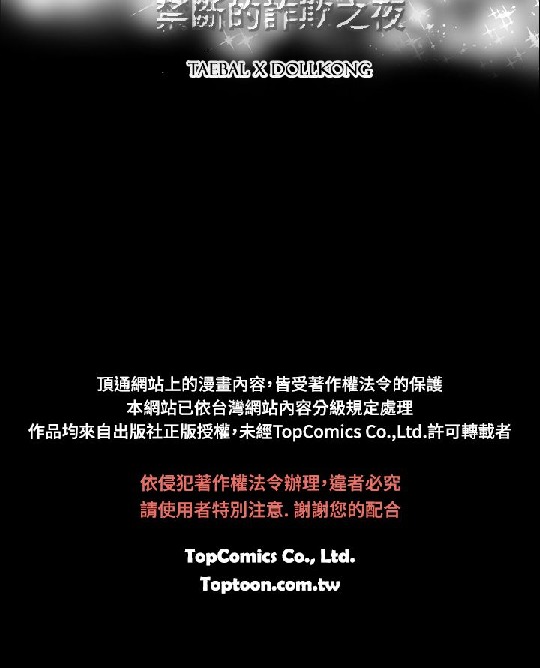 禁斷的詐欺之夜
TAEBAL X DOLLKONG
頂通網站上的漫畫內容,皆受著作權法令的保護
本網站已依台灣網站內容分級規定處理
作品均來自出版社正版授權,未經TopComics Co.,Ltd.許可轉載者
依侵犯著作權法令辦理,違者必究
請使用者特別注意. 謝謝您的配合
TopComics Co., Ltd.
Toptoon.com.tw